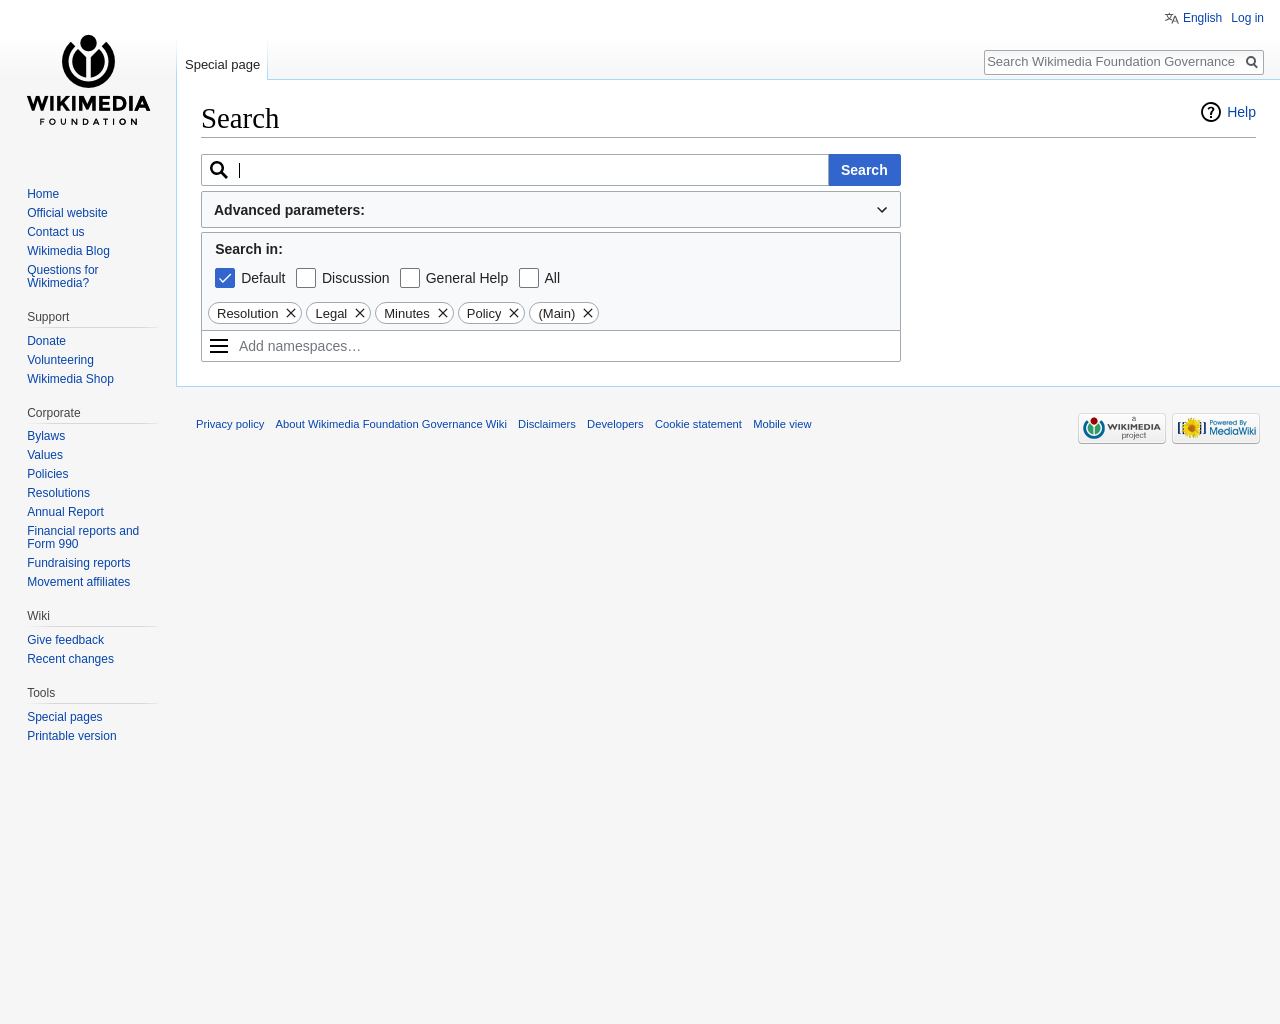 English Log in
WIKIMEDIA
FOUNDATION
Special page
Search Wikimedia Foundation Governance
Search
Help
Search
Advanced parameters:
Search in:
Default Discussion General Help All
Resolution Legal Minutes Policy (Main)
Add namespaces…
Home
Official website
Contact us
Wikimedia Blog
Questions for
Wikimedia?
Support
Donate
Volunteering
Wikimedia Shop
Corporate
Bylaws
Values
Policies
Resolutions
Annual Report
Financial reports and
Form 990
Fundraising reports
Movement affiliates
Wiki
Give feedback
Recent changes
Tools
Special pages
Printable version
Privacy policy About Wikimedia Foundation Governance Wiki Disclaimers Developers Cookie statement Mobile view
a
WIKIMEDIA
project
Powered By
MediaWiki